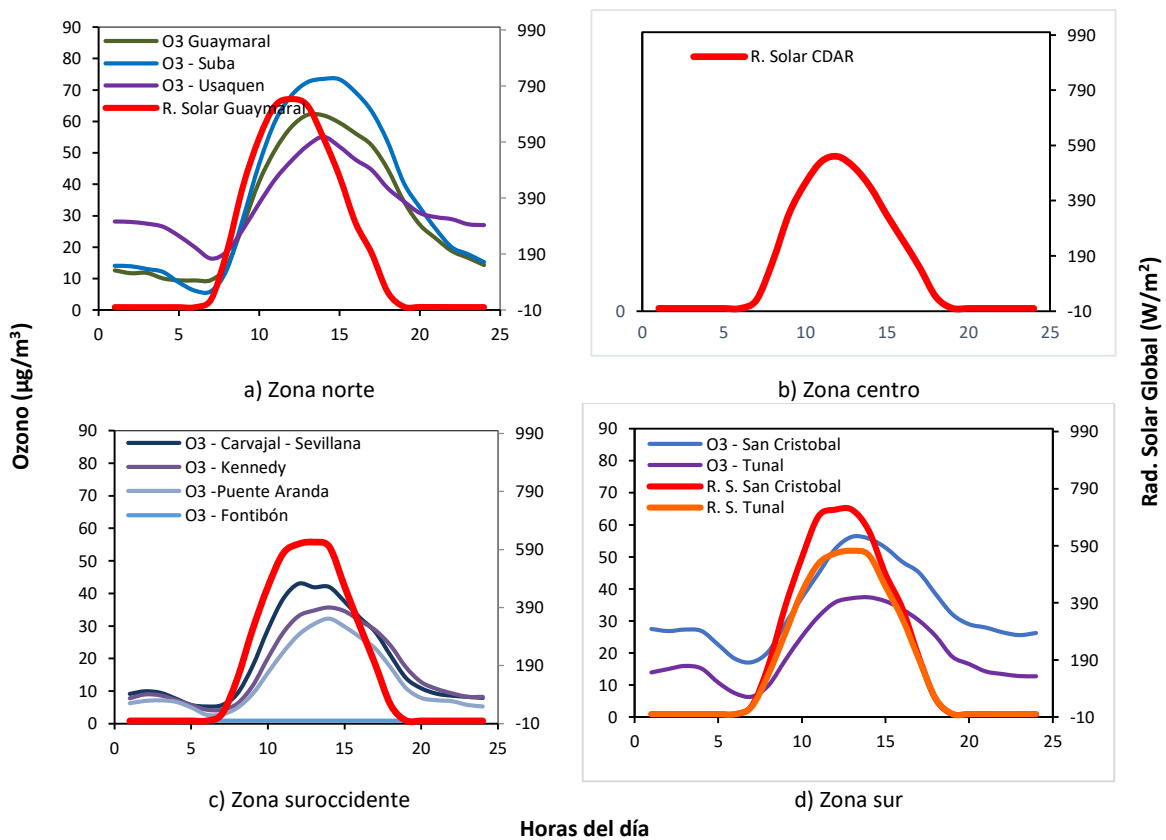 90
80
70
60
50
40
30
20
10
0
O3 Guaymaral
O3 - Suba
O3 - Usaquen
R. Solar Guaymaral
990
790
590
390
190
-10
0 5 10 15 20 25
a) Zona norte
R. Solar CDAR
0
990
790
590
390
190
-10
0 5 10 15 20 25
b) Zona centro
Ozono (µg/m³)
Rad. Solar Global (W/m²)
90
80
70
60
50
40
30
20
10
0
O3 - Carvajal - Sevillana
O3 - Kennedy
O3 -Puente Aranda
O3 - Fontibón
990
790
590
390
190
-10
0 5 10 15 20 25
c) Zona suroccidente
90
80
70
60
50
40
30
20
10
0
O3 - San Cristobal
O3 - Tunal
R. S. San Cristobal
R. S. Tunal
990
790
590
390
190
-10
0 5 10 15 20 25
d) Zona sur
Horas del día